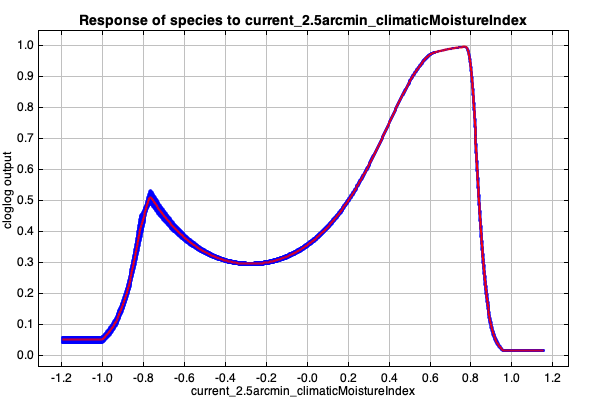 Response of species to current_2.5arcmin_climaticMoistureIndex
1.0
0.9
0.8
0.7
0.6
0.5
0.4
0.3
0.2
0.1
0.0
cloglog output
-1.2 -1.0 -0.8 -0.6 -0.4 -0.2 0.0 0.2 0.4 0.6 0.8 1.0 1.2
current_2.5arcmin_climaticMoistureIndex